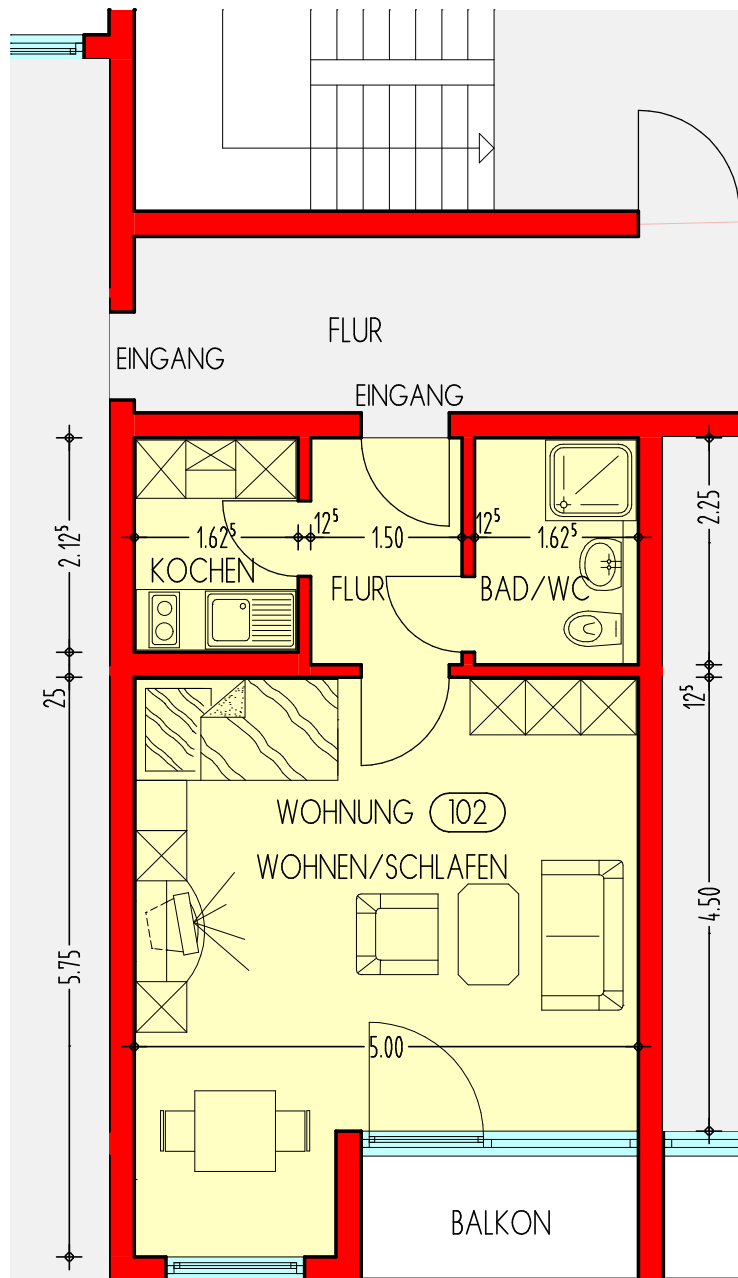 FLUR
EINGANG
EINGANG
2.12⁵
1.62⁵
12⁵
1.50
12⁵
1.62⁵
2.25
KOCHEN
FLUR
BAD/WC
25
12⁵
WOHNUNG 102
WOHNEN/SCHLAFEN
4.50
5.75
5.00
BALKON